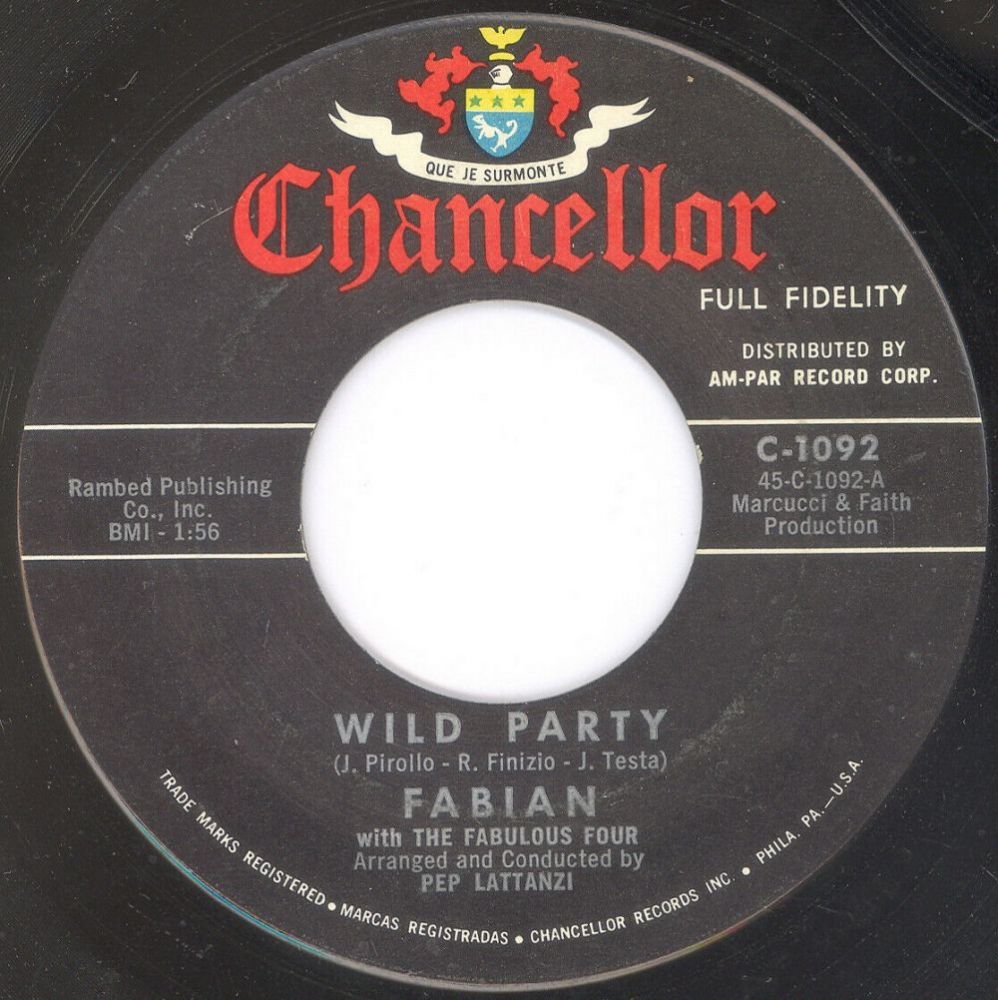 QUE JE SURMONTE
Chancellor
FULL FIDELITY
DISTRIBUTED BY
AM-PAR RECORD CORP.
Rambed Publishing
Co., Inc.
BMI - 1:56
C-1092
45-C-1092-A
Marcucci & Faith
Production
WILD PARTY
(J. Pirollo - R. Finizio - J. Testa)
FABIAN
with THE FABULOUS FOUR
Arranged and Conducted by
PEP LATTANZI
TRADE MARKS REGISTERED • MARCAS REGISTRADAS • CHANCELLOR RECORDS INC. • PHILA. PA.—U.S.A.